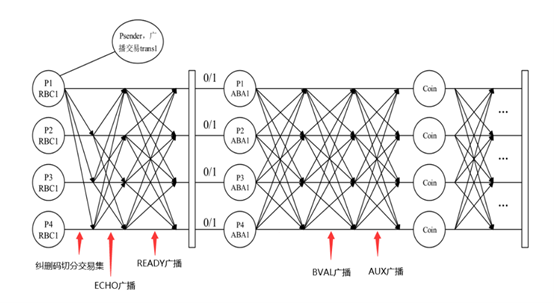 Psender，广
播交易trans1
P1
RBC1
0/1
P1
ABA1
Coin
...
P2
RBC1
0/1
P2
ABA1
Coin
...
P3
RBC1
0/1
P3
ABA1
Coin
...
P4
RBC1
0/1
P4
ABA1
Coin
纠删码切分交易集
ECHO广播
READY广播
BVAL广播
AUX广播